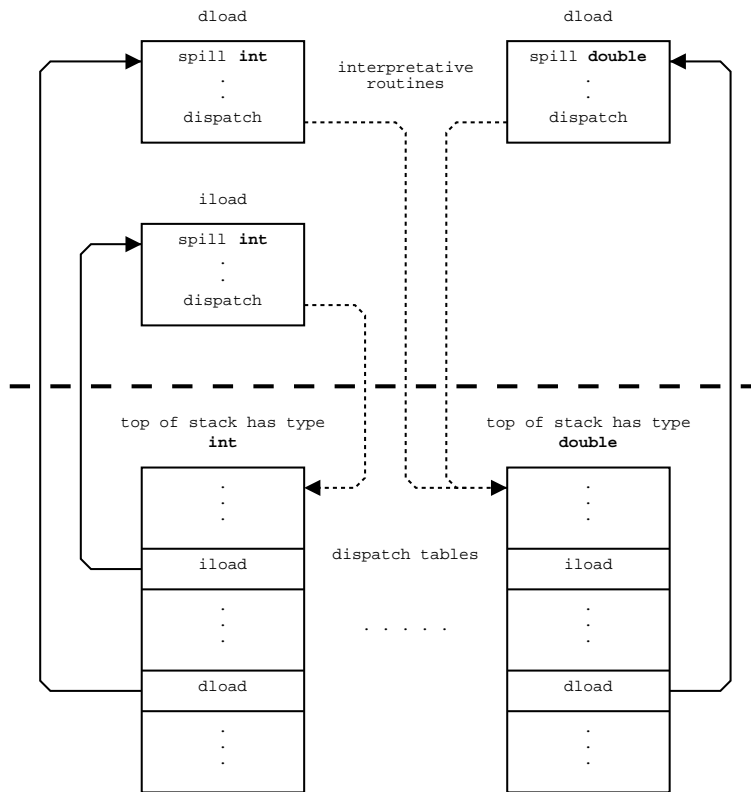 dload
spill int
.
.
dispatch
interpretative
routines
dload
spill double
.
.
dispatch
iload
spill int
.
.
dispatch
top of stack has type
int
.
.
.
iload
.
.
.
dload
.
.
.
dispatch tables
. . . . .
top of stack has type
double
.
.
.
iload
.
.
.
dload
.
.
.